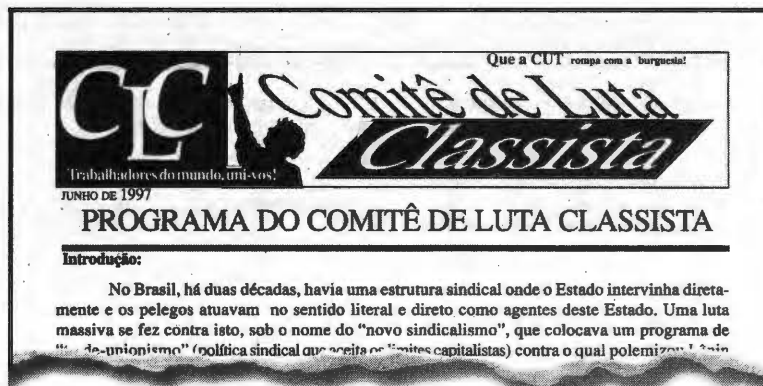 Que a CUT rompa com a burguesia!
CLC
Comitê de Luta
Classista
Trabalhadores do mundo, uni-vos!
JUNHO DE 1997
PROGRAMA DO COMITÊ DE LUTA CLASSISTA
Introdução:
No Brasil, há duas décadas, havia uma estrutura sindical onde o Estado intervinha direta-
mente e os pelegos atuavam no sentido literal e direto como agentes deste Estado. Uma luta
massiva se fez contra isto, sob o nome do "novo sindicalismo", que colocava um programa de
de-unionismo" (política sindical que aceita os limites capitalistas) contra o qual polemizou Lênin